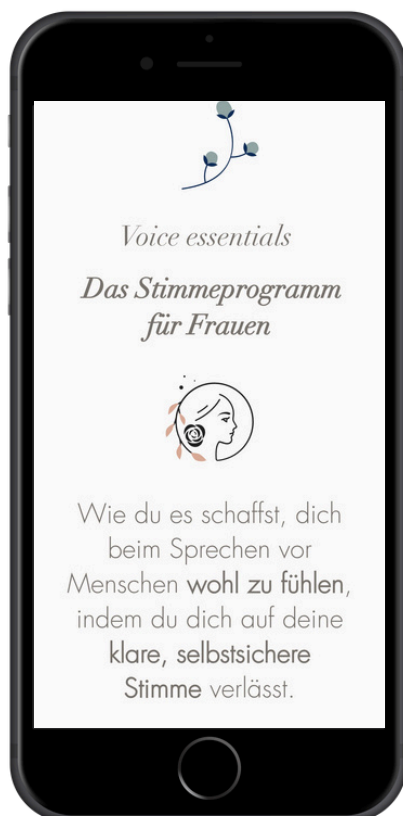 Voice essentials
Das Stimmeprogramm
für Frauen
Wie du es schaffst, dich
beim Sprechen vor
Menschen wohl zu fühlen,
indem du dich auf deine
klare, selbstsichere
Stimme verlässt.